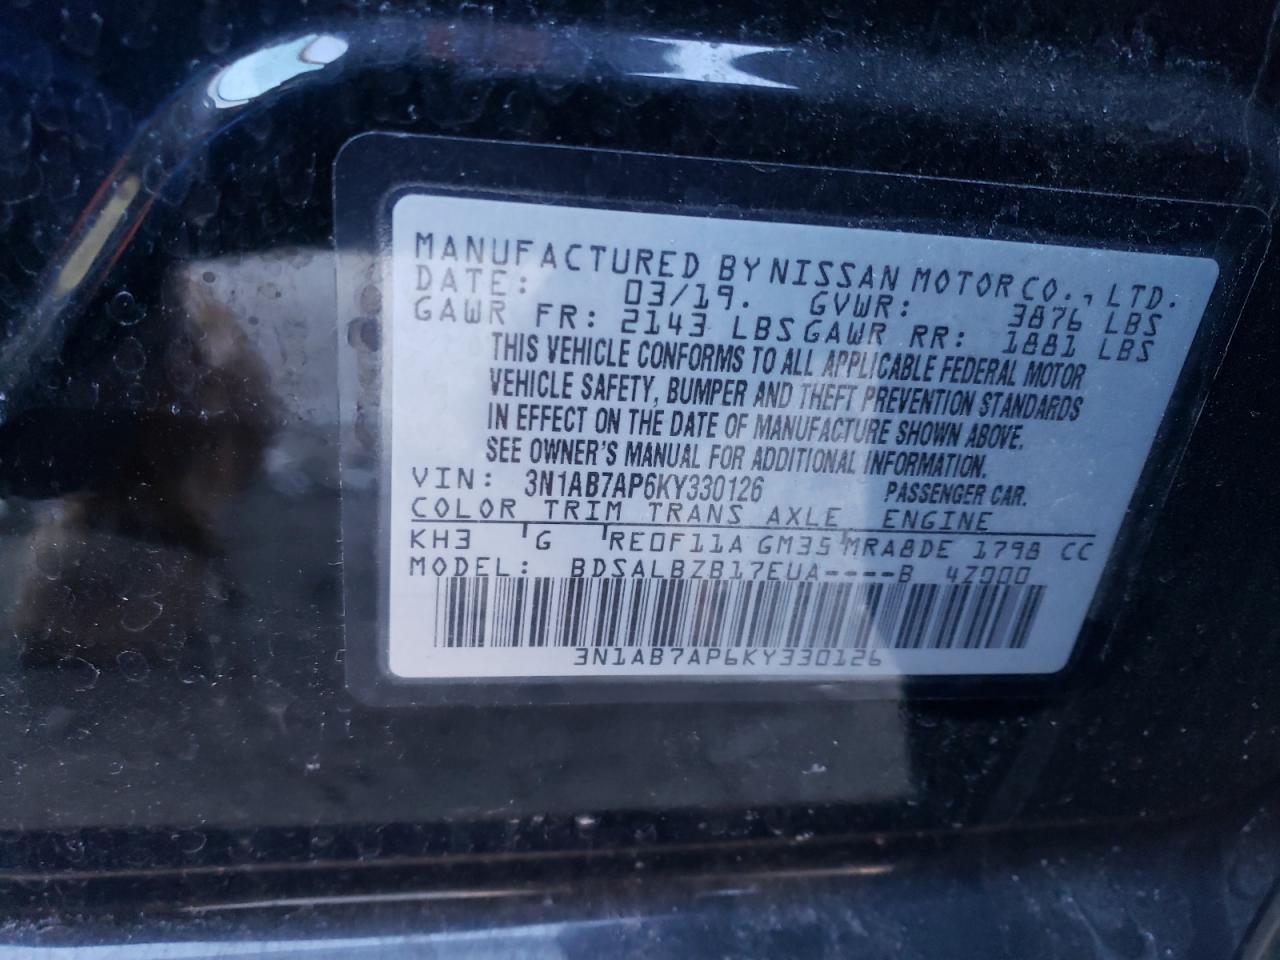 MANUFACTURED BY NISSAN MOTOR CO., LTD.
DATE: 03/19. GVWR: 3876 LBS
GAWR FR: 2143 LBS GAWR RR: 1881 LBS
THIS VEHICLE CONFORMS TO ALL APPLICABLE FEDERAL MOTOR
VEHICLE SAFETY, BUMPER AND THEFT PREVENTION STANDARDS
IN EFFECT ON THE DATE OF MANUFACTURE SHOWN ABOVE.
SEE OWNER'S MANUAL FOR ADDITIONAL INFORMATION.
VIN: 3N1AB7AP6KY330126 PASSENGER CAR.
COLOR TRIM TRANS AXLE ENGINE
KH3 G RE0F11A GM35 MRA8DE 1798 CC
MODEL: BDSALBZB17EUA----B 4Z000
3N1AB7AP6KY330126